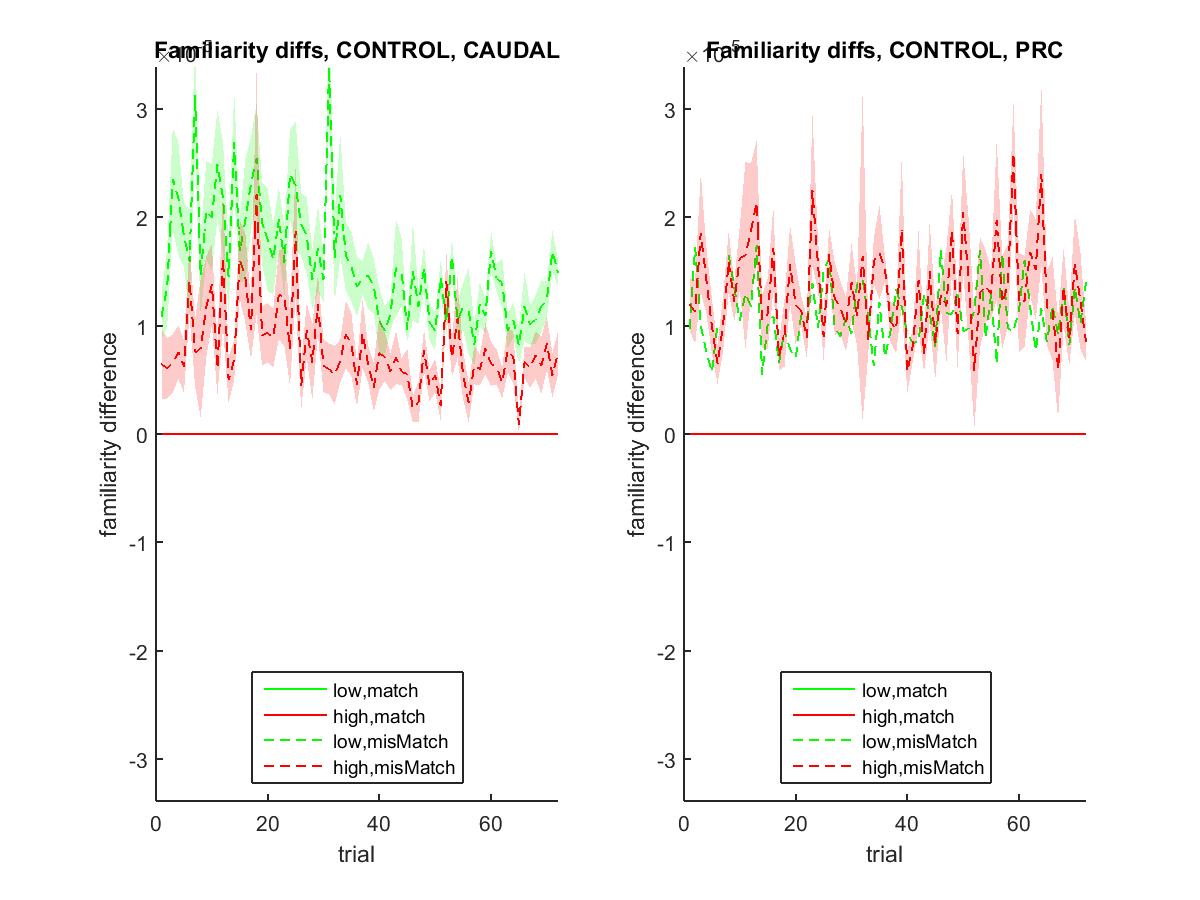 Familiarity diffs, CONTROL, CAUDAL
× 10-5
3
2
1
0
-1
-2
-3
familiarity difference
low,match
high,match
low,misMatch
high,misMatch
0 20 40 60
trial
Familiarity diffs, CONTROL, PRC
× 10-5
3
2
1
0
-1
-2
-3
familiarity difference
low,match
high,match
low,misMatch
high,misMatch
0 20 40 60
trial